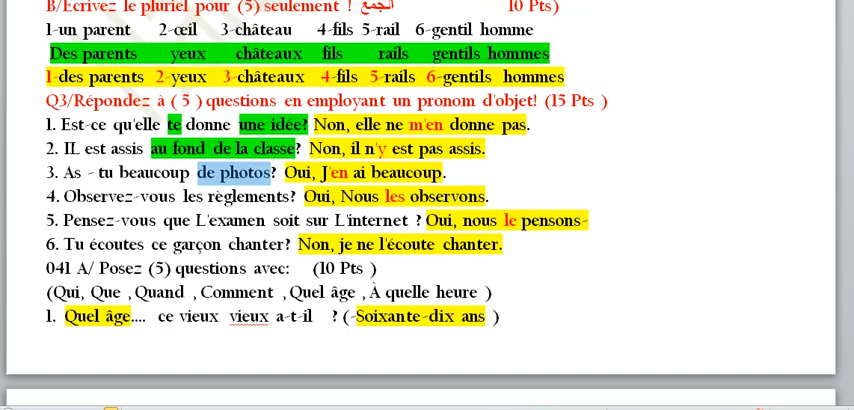 B/Ecrivez le pluriel pour (5) seulement ! الجمع 10 Pts)
1-un parent 2-œil 3-château 4-fils 5-rail 6-gentil homme
Des parents yeux châteaux fils rails gentils hommes
1-des parents 2-yeux 3-châteaux 4-fils 5-rails 6-gentils hommes
Q3/Répondez à ( 5 ) questions en employant un pronom d'objet! (15 Pts )
1. Est-ce qu'elle te donne une idée? Non, elle ne m'en donne pas.
2. IL est assis au fond de la classe? Non, il n'y est pas assis.
3. As - tu beaucoup de photos? Oui, J'en ai beaucoup.
4. Observez-vous les règlements? Oui, Nous les observons.
5. Pensez-vous que L'examen soit sur L'internet ? Oui, nous le pensons-
6. Tu écoutes ce garçon chanter? Non, je ne l'écoute chanter.
041 A/ Posez (5) questions avec: (10 Pts )
(Qui, Que ,Quand ,Comment ,Quel âge ,À quelle heure )
1. Quel âge.... ce vieux vieux a-t-il ? (-Soixante-dix ans )